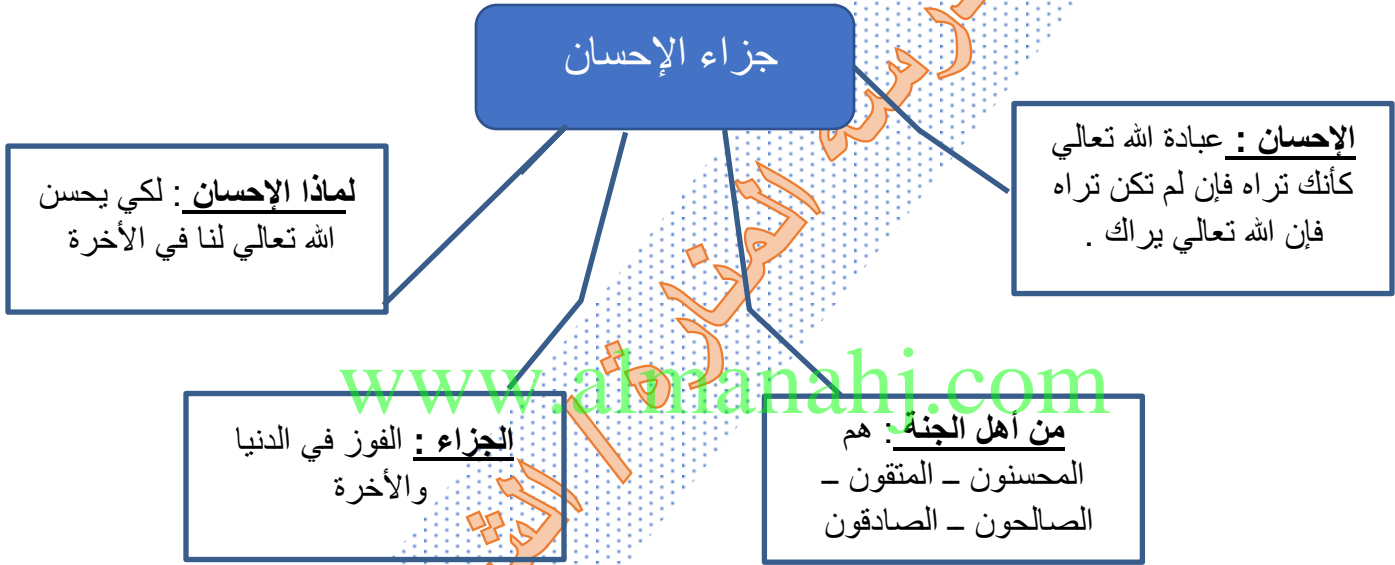 جزاء الإحسان
الإحسان : عبادة الله تعالي
كأنك تراه فإن لم تكن تراه
فإن الله تعالي يراك .
لماذا الإحسان : لكي يحسن
الله تعالي لنا في الأخرة
من أهل الجنة : هم
المحسنون – المتقون –
الصالحون – الصادقون
الجزاء : الفوز في الدنيا
والأخرة
www.almanahj.com
المنارة